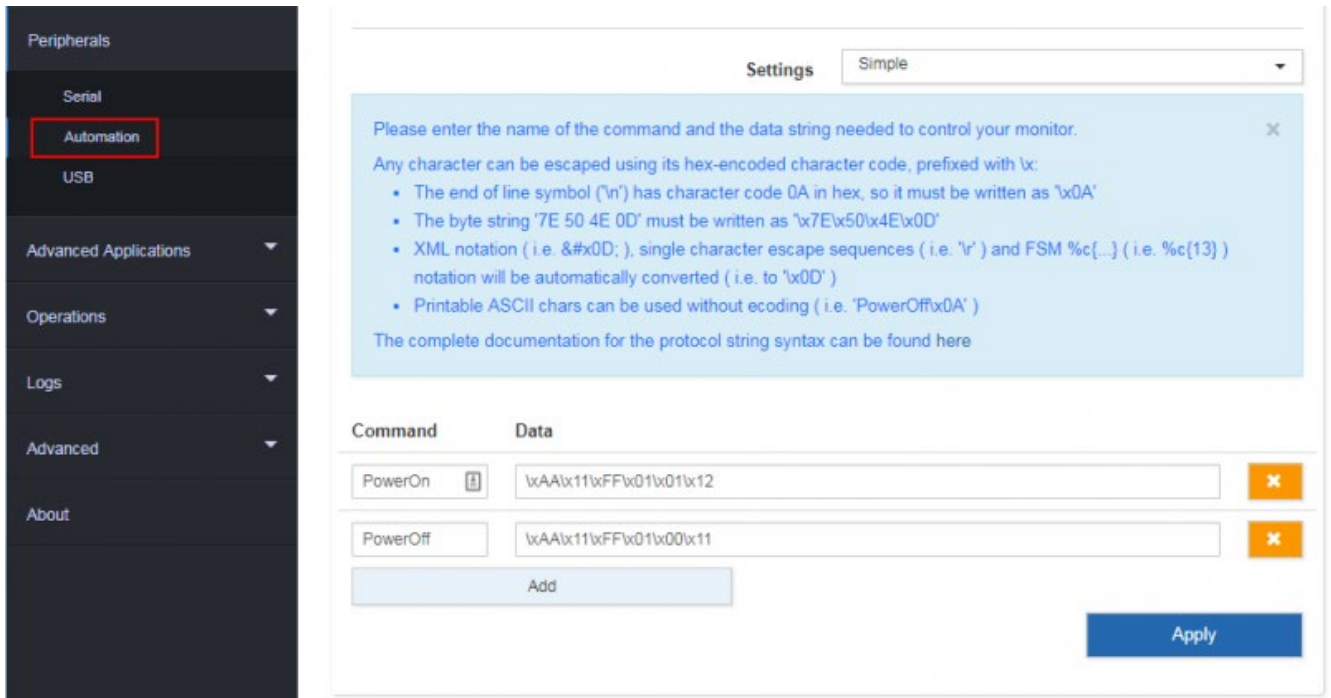 Peripherals
Serial
Automation
USB
Advanced Applications
Operations
Logs
Advanced
About
Settings Simple
Please enter the name of the command and the data string needed to control your monitor.
Any character can be escaped using its hex-encoded character code, prefixed with \x:
• The end of line symbol ('\n') has character code 0A in hex, so it must be written as '\x0A'
• The byte string '7E 50 4E 0D' must be written as '\x7E\x50\x4E\x0D'
• XML notation ( i.e. &#x0D; ), single character escape sequences ( i.e. '\r' ) and FSM %c{...} ( i.e. %c{13} )
notation will be automatically converted ( i.e. to '\x0D' )
• Printable ASCII chars can be used without ecoding ( i.e. 'PowerOff\x0A' )
The complete documentation for the protocol string syntax can be found here
Command Data
PowerOn \xAA\x11\xFF\x01\x01\x12
PowerOff \xAA\x11\xFF\x01\x00\x11
Add
Apply